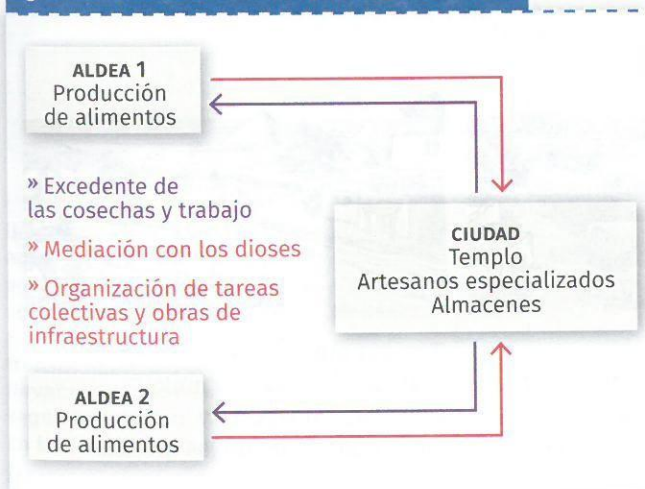 ALDEA 1
Producción
de alimentos
» Excedente de
las cosechas y trabajo
» Mediación con los dioses
» Organización de tareas
colectivas y obras de
infraestructura
CIUDAD
Templo
Artesanos especializados
Almacenes
ALDEA 2
Producción
de alimentos